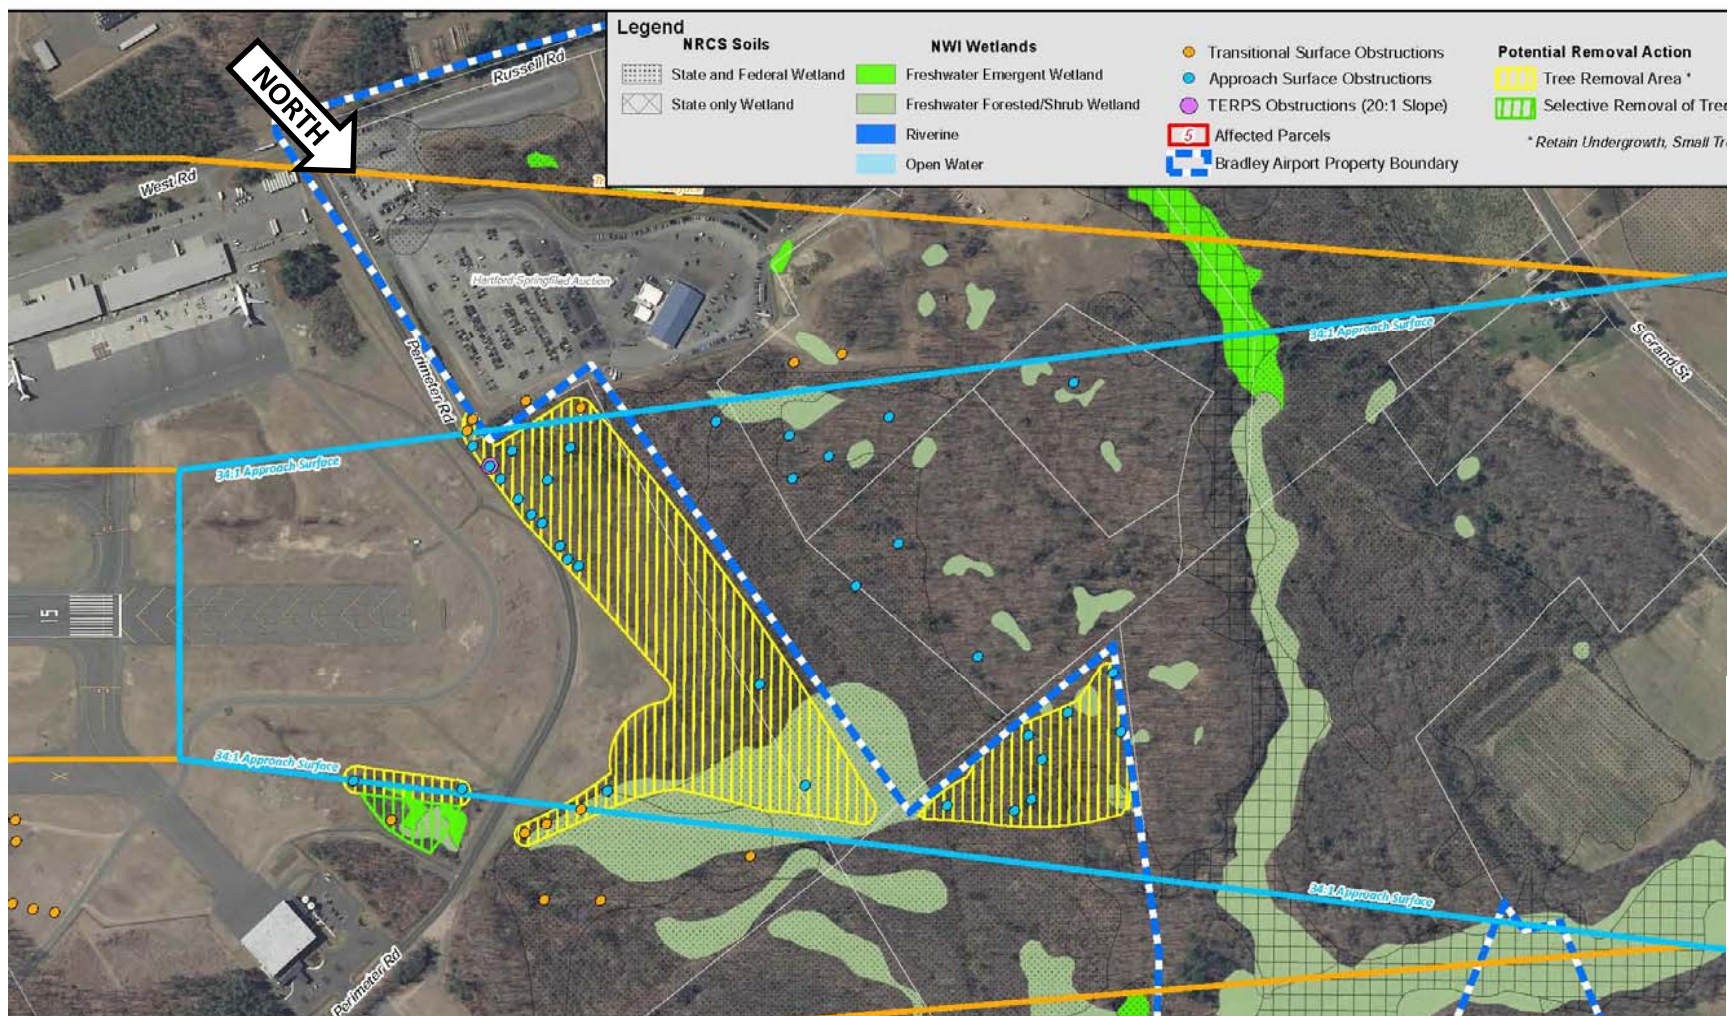 Legend
NRCS Soils
State and Federal Wetland
State only Wetland
NWI Wetlands
Freshwater Emergent Wetland
Freshwater Forested/Shrub Wetland
Riverine
Open Water
Transitional Surface Obstructions
Approach Surface Obstructions
TERPS Obstructions (20:1 Slope)
5 Affected Parcels
Bradley Airport Property Boundary
Potential Removal Action
Tree Removal Area *
Selective Removal of Tree
* Retain Undergrowth, Small Tr
NORTH
Russell Rd
West Rd
Hartford Springfiled Auction
Perimeter Rd
34:1 Approach Surface
34:1 Approach Surface
S Grand St
15
34:1 Approach Surface
34:1 Approach Surface
Perimeter Rd